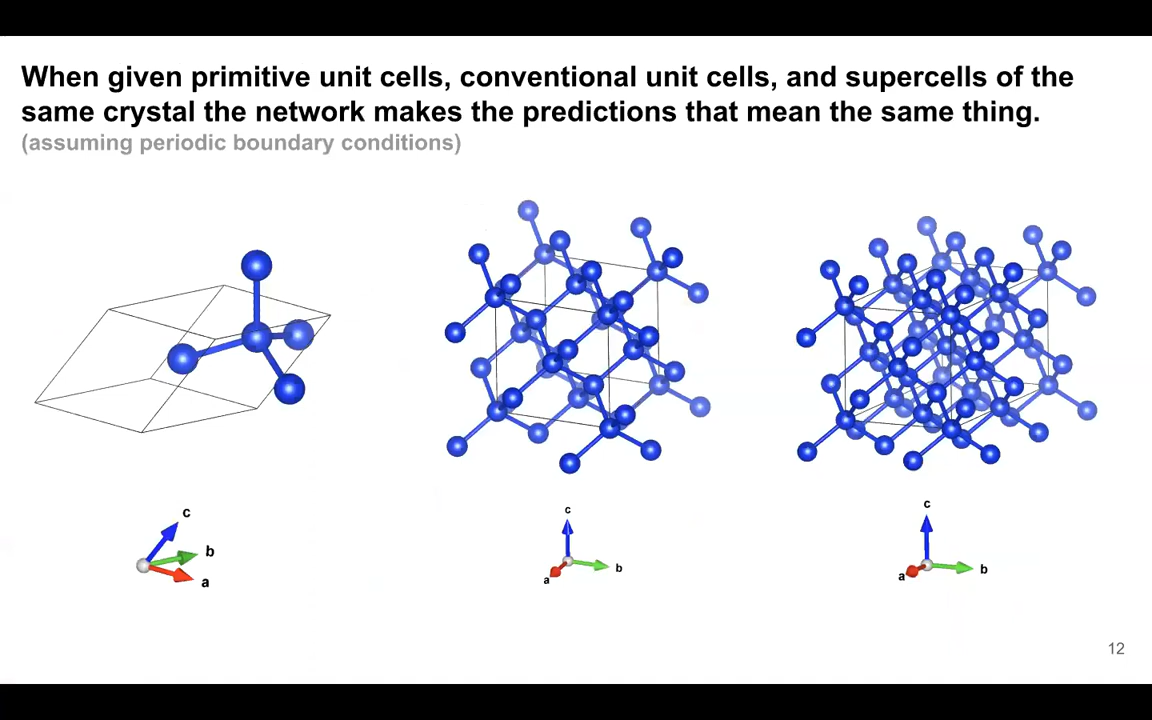 When given primitive unit cells, conventional unit cells, and supercells of the
same crystal the network makes the predictions that mean the same thing.
(assuming periodic boundary conditions)
c
b
a
c
b
a
c
b
a
12